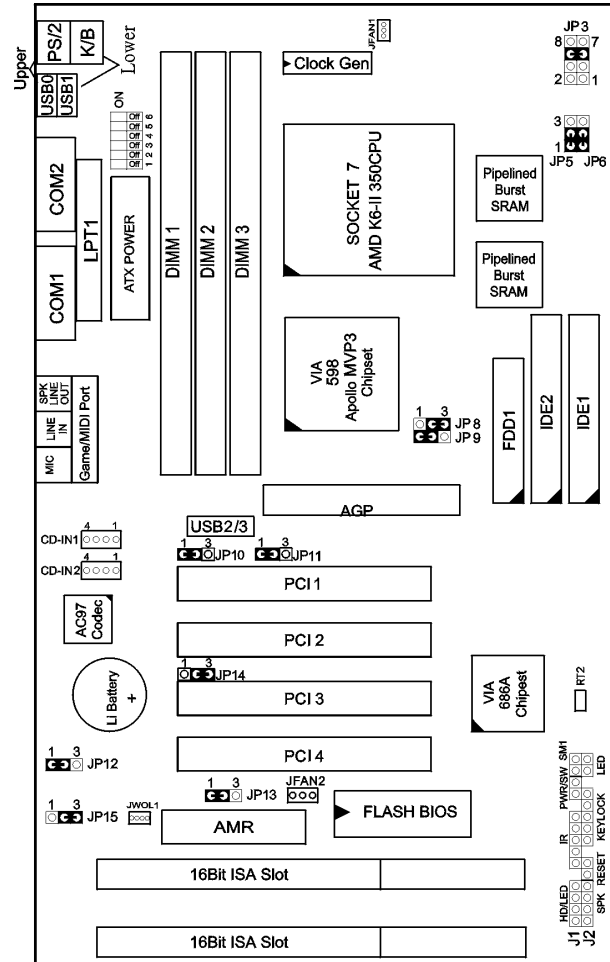 Upper
PS/2
K/B
Lower
USB0
USB1
JFAN1
Clock Gen
JP3
8 7
2 1
ON
Off 6
Off 5
Off 4
Off 3
Off 2
Off 1
3
1
JP5 JP6
COM2
COM1
LPT1
ATX POWER
DIMM 1
DIMM 2
DIMM 3
SOCKET 7
AMD K6-II 350CPU
Pipelined
Burst
SRAM
Pipelined
Burst
SRAM
VIA
598
Apollo MVP3
Chipset
1 3
JP8
JP9
FDD1
IDE2
IDE1
SPK
LINE
OUT
LINE
IN
MIC
Game/MIDI Port
AGP
USB2/3
CD-IN1
4 1
CD-IN2
4 1
1 3
JP10
1 3
JP11
PCI 1
AC97
Codec
PCI 2
1 3
JP14
Li Battery
+
PCI 3
VIA
686A
Chipest
RT2
PCI 4
1 3
JP12
1 3
JP13
JFAN2
1 3
JP15
JWOL1
AMR
FLASH BIOS
SM1
LED
PWR/SW
KEYLOCK
IR
RESET
HD/LED
SPK
J1
J2
16Bit ISA Slot
16Bit ISA Slot